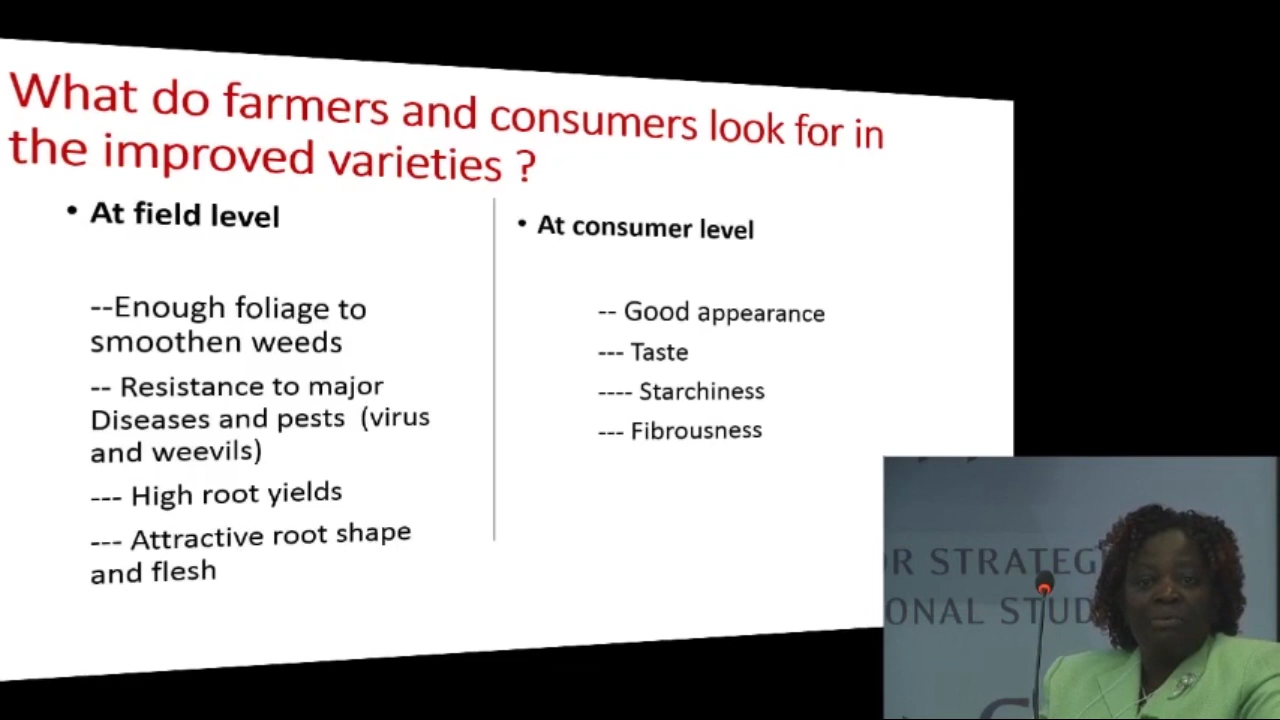 What do farmers and consumers look for in
the improved varieties ?
• At field level
--Enough foliage to
smoothen weeds
-- Resistance to major
Diseases and pests (virus
and weevils)
--- High root yields
--- Attractive root shape
and flesh
• At consumer level
-- Good appearance
--- Taste
---- Starchiness
--- Fibrousness
OR STRATEG
ONAL STUD